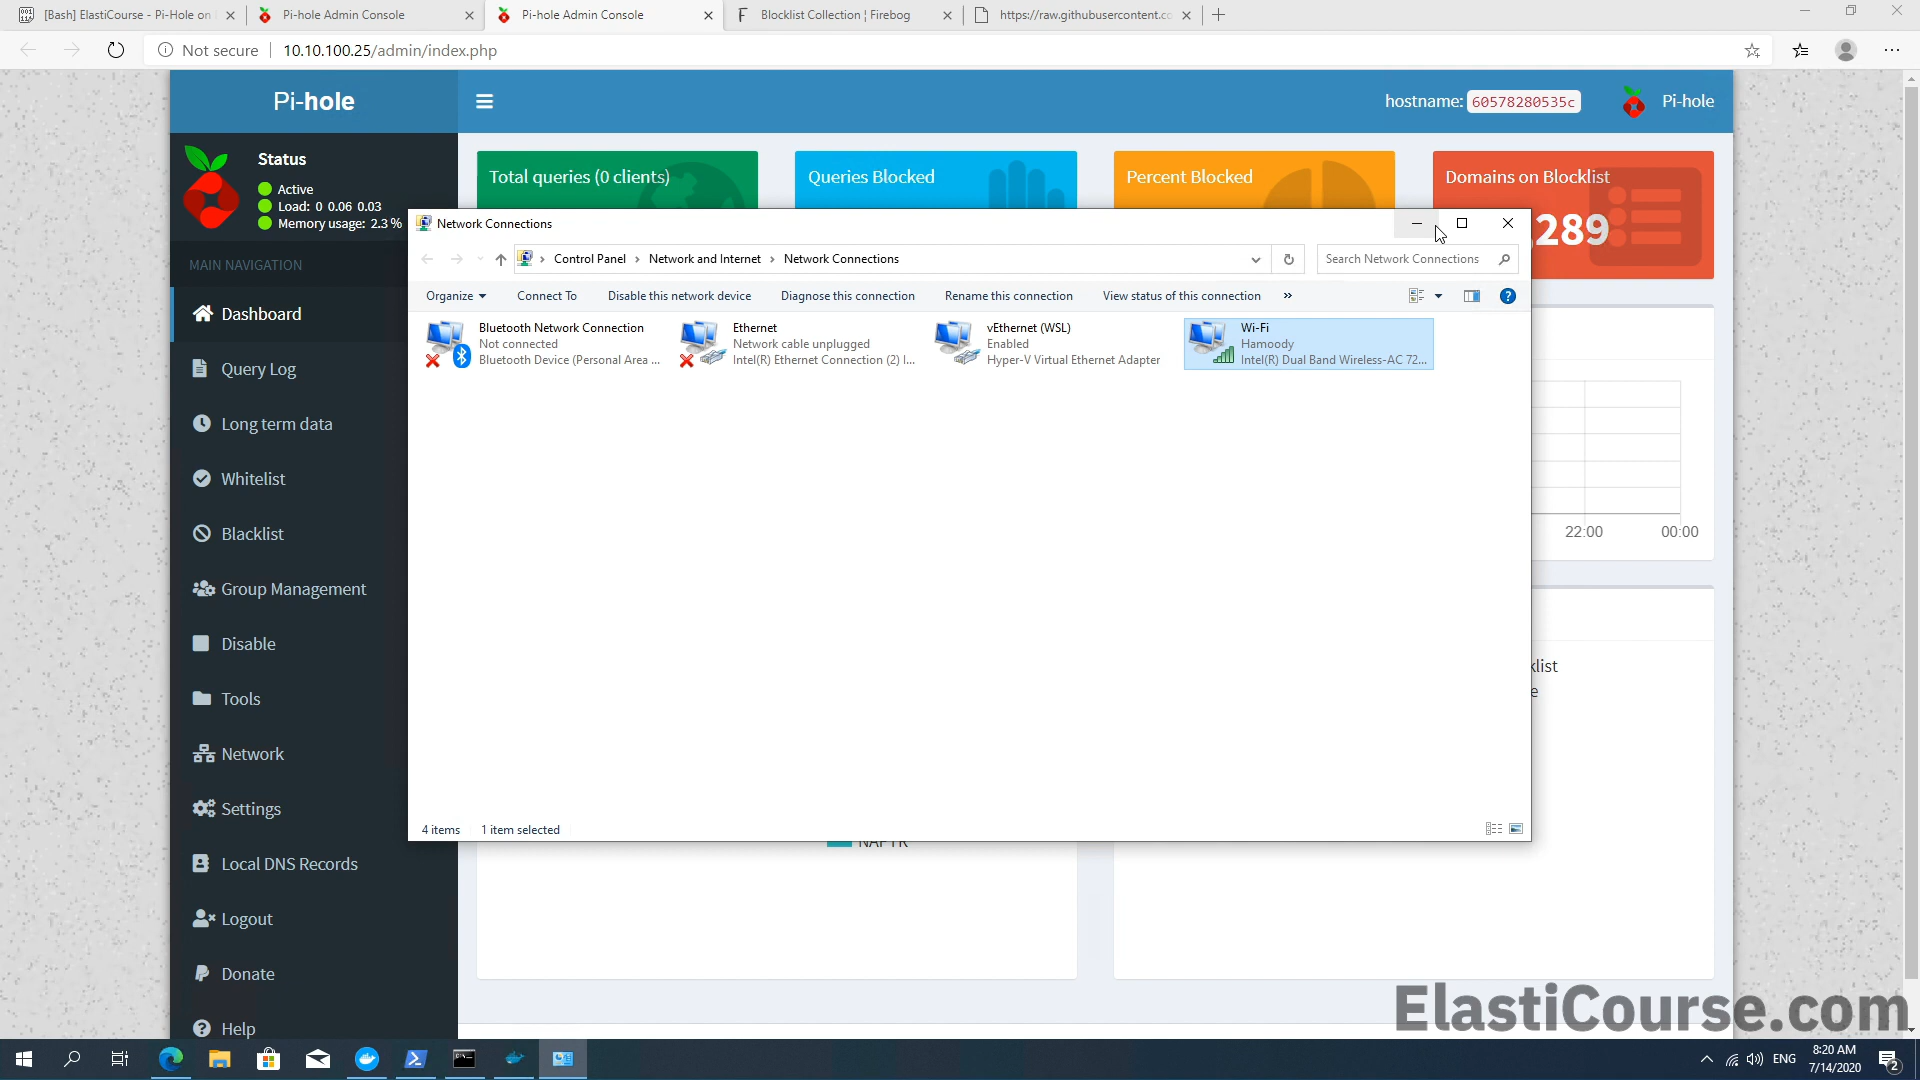 [Bash] ElastiCourse - Pi-Hole on
Pi-hole Admin Console
Pi-hole Admin Console
Blocklist Collection ¦ Firebog
https://raw.githubusercontent.co
Not secure
10.10.100.25/admin/index.php
Pi-hole
hostname: 60578280535c
Pi-hole
Status
Active
Load: 0 0.06 0.03
Memory usage: 2.3 %
Total queries (0 clients)
Queries Blocked
Percent Blocked
Domains on Blocklist
,289
MAIN NAVIGATION
Dashboard
Query Log
Long term data
Whitelist
Blacklist
Group Management
Disable
Tools
Network
Settings
Local DNS Records
Logout
Donate
Help
Network Connections
Control Panel > Network and Internet > Network Connections
Search Network Connections
Organize
Connect To
Disable this network device
Diagnose this connection
Rename this connection
View status of this connection
»
Bluetooth Network Connection
Not connected
Bluetooth Device (Personal Area ...
Ethernet
Network cable unplugged
Intel(R) Ethernet Connection (2) I...
vEthernet (WSL)
Enabled
Hyper-V Virtual Ethernet Adapter
Wi-Fi
Hamoody
Intel(R) Dual Band Wireless-AC 72...
4 items
1 item selected
22:00
00:00
klist
e
NAPTR
ElastiCourse.com
ENG
8:20 AM
7/14/2020
2